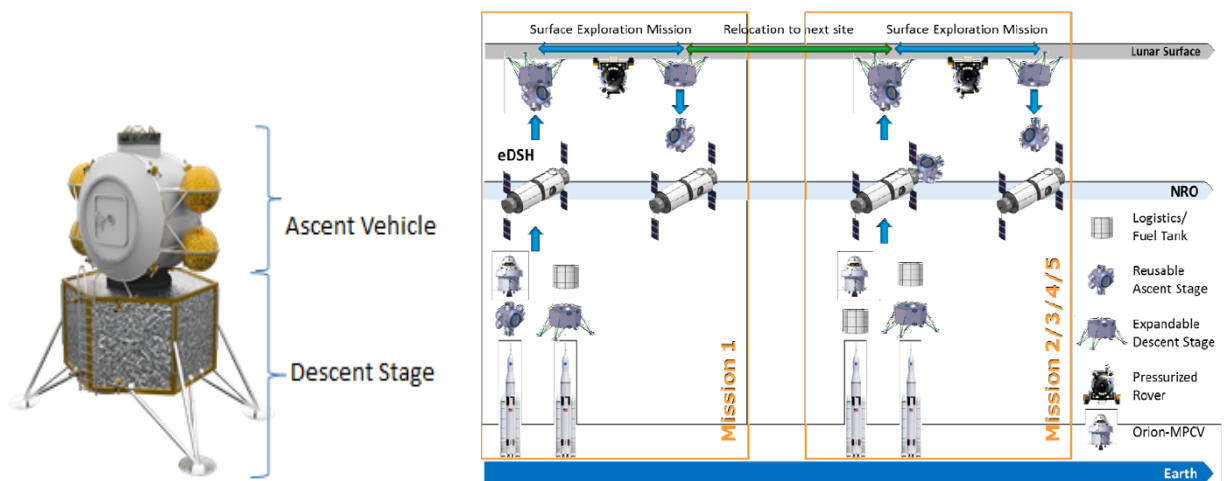 Ascent Vehicle
Descent Stage
Surface Exploration Mission
Relocation to next site
Surface Exploration Mission
Lunar Surface
eDSH
NRO
Logistics/
Fuel Tank
Reusable
Ascent Stage
Expandable
Descent Stage
Pressurized
Rover
Orion-MPCV
Mission 1
Mission 2/3/4/5
Earth